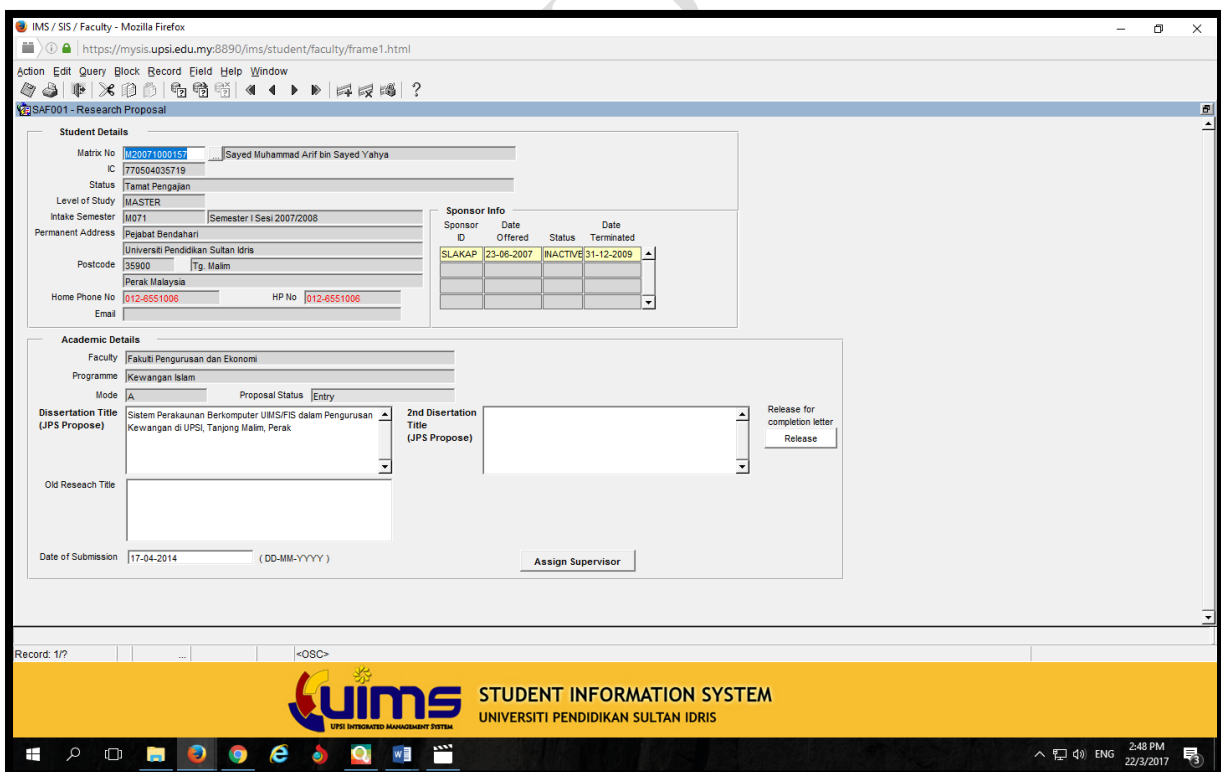 IMS / SIS / Faculty - Mozilla Firefox
https://mysis.upsi.edu.my:8890/ims/student/faculty/frame1.html
Action Edit Query Block Record Field Help Window
SAF001 - Research Proposal
Student Details
Matrix No M20071000157 ... Sayed Muhammad Arif bin Sayed Yahya
IC 770504035719
Status Tamat Pengajian
Level of Study MASTER
Intake Semester M071 Semester I Sesi 2007/2008
Permanent Address Pejabat Bendahari
Universiti Pendidikan Sultan Idris
Postcode 35900 Tg. Malim
Perak Malaysia
Home Phone No 012-6551006 HP No 012-6551006
Email
Sponsor Info
Sponsor ID Date Offered Status Date Terminated
SLAKAP 23-06-2007 INACTIVE 31-12-2009
Academic Details
Faculty Fakulti Pengurusan dan Ekonomi
Programme Kewangan Islam
Mode A Proposal Status Entry
Dissertation Title (JPS Propose)
Sistem Perakaunan Berkomputer UIMS/FIS dalam Pengurusan
Kewangan di UPSI, Tanjong Malim, Perak
2nd Disertation
Title
(JPS Propose)
Release for
completion letter
Release
Old Reseach Title
Date of Submission 17-04-2014 ( DD-MM-YYYY )
Assign Supervisor
Record: 1/? ... <OSC>
uims
UPSI INTEGRATED MANAGEMENT SYSTEM
STUDENT INFORMATION SYSTEM
UNIVERSITI PENDIDIKAN SULTAN IDRIS
ENG 2:48 PM
22/3/2017
3